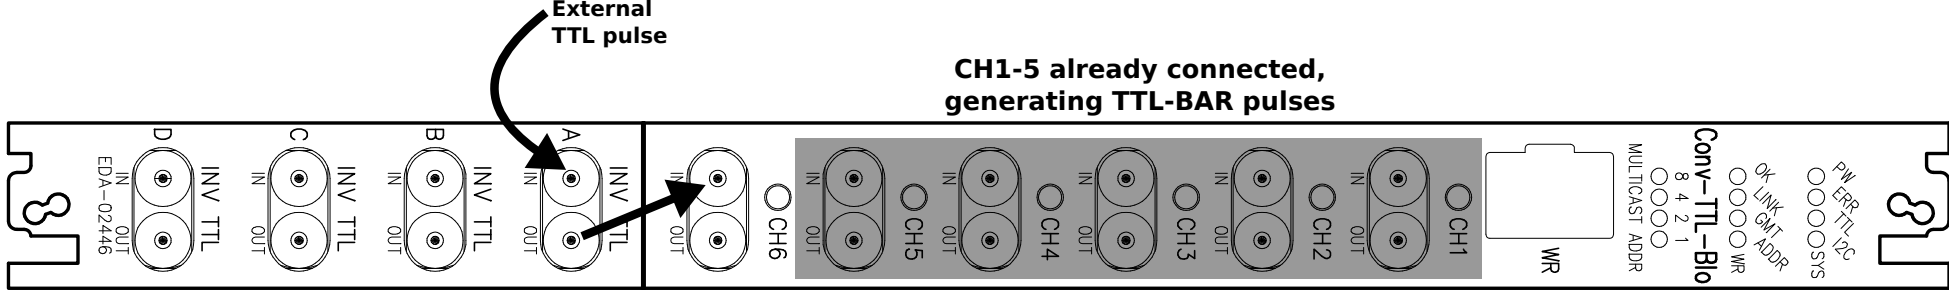 External
TTL pulse
CH1-5 already connected,
generating TTL-BAR pulses
D
IN
OUT
EDA-02446
INV TTL
C
IN
OUT
INV TTL
B
IN
OUT
INV TTL
A
IN
OUT
INV TTL
IN
OUT
CH6
IN
OUT
CH5
IN
OUT
CH4
IN
OUT
CH3
IN
OUT
CH2
IN
OUT
CH1
WR
MULTICAST ADDR
8 4 2 1
Conv-TTL-Blo
OK
LINK
GMT
ADDR
WR
PW
ERR
TTL
I2C
SYS